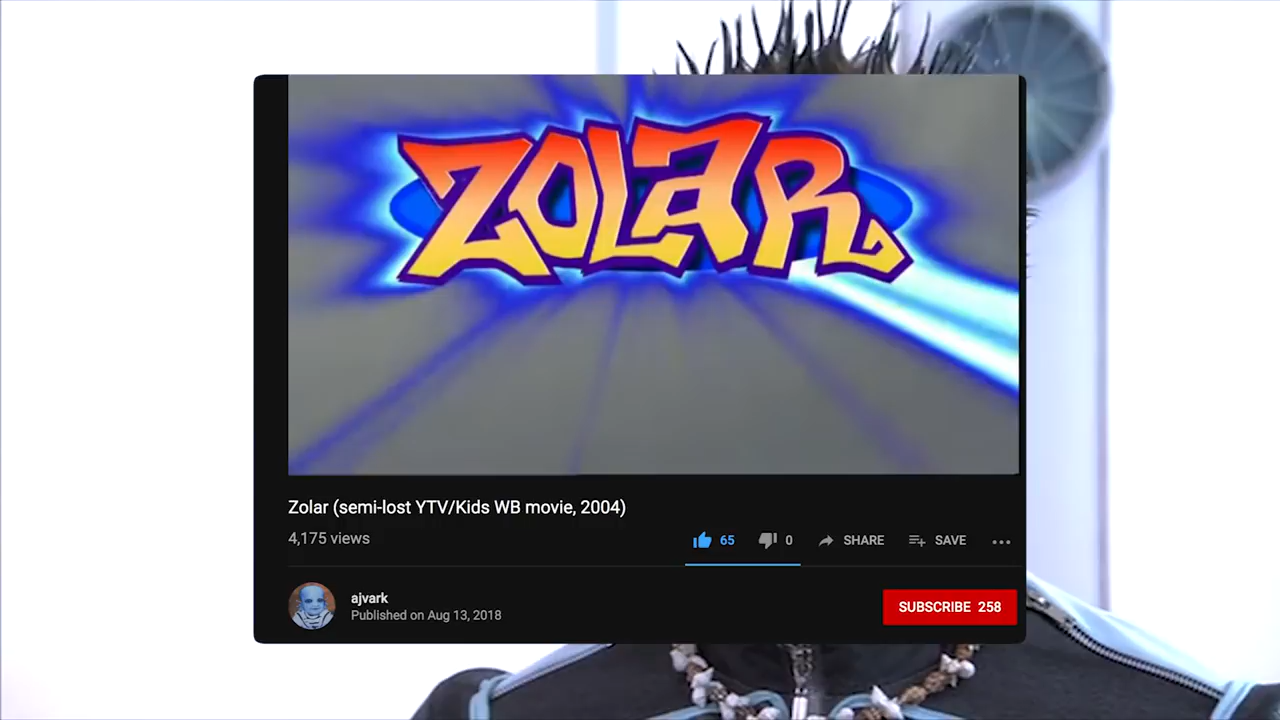 ZOLAR
Zolar (semi-lost YTV/Kids WB movie, 2004)
4,175 views
65 0 SHARE SAVE
ajvark
Published on Aug 13, 2018
SUBSCRIBE 258